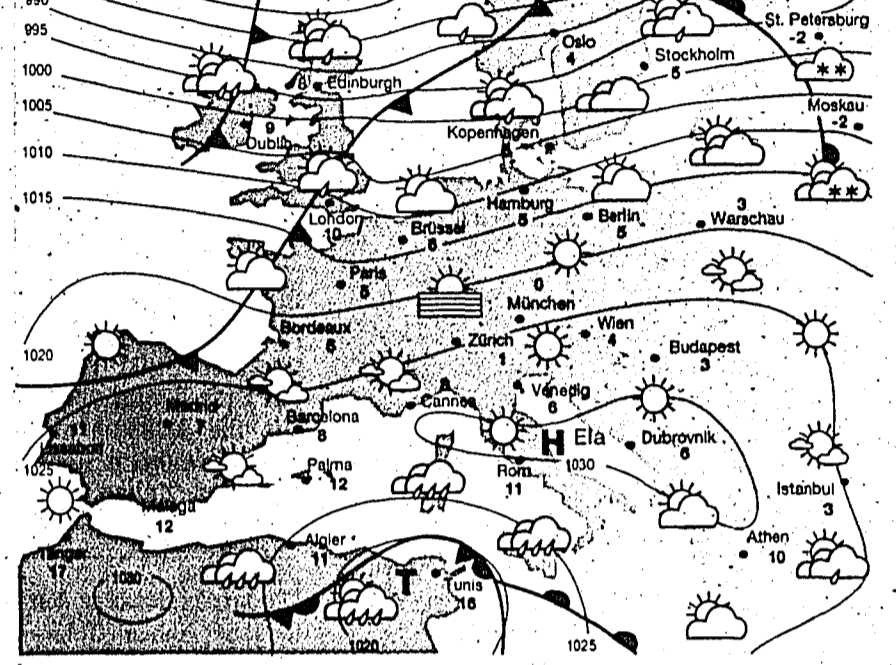 995
St. Petersburg
-2
Oslo
4
Stockholm
5
1000
8
Edinburgh
1005
Moskau
-2
9
Dublin
Kopenhagen
1010
1015
Hamburg
5
London
10
Berlin
5
3
Warschau
Brüssel
6
Paris
5
0
München
Bordeaux
5
Zürich
1
Wien
4
1020
Budapest
3
Venedig
6
Cannes
Madrid
7
Barcelona
8
11
H Ela
Dubrovnik
6
1025
Palma
12
Rom
11
1030
Istanbul
3
Malaga
12
Algier
11
Athen
10
Tanger
17
1030
T
Tunis
16
1020
1025